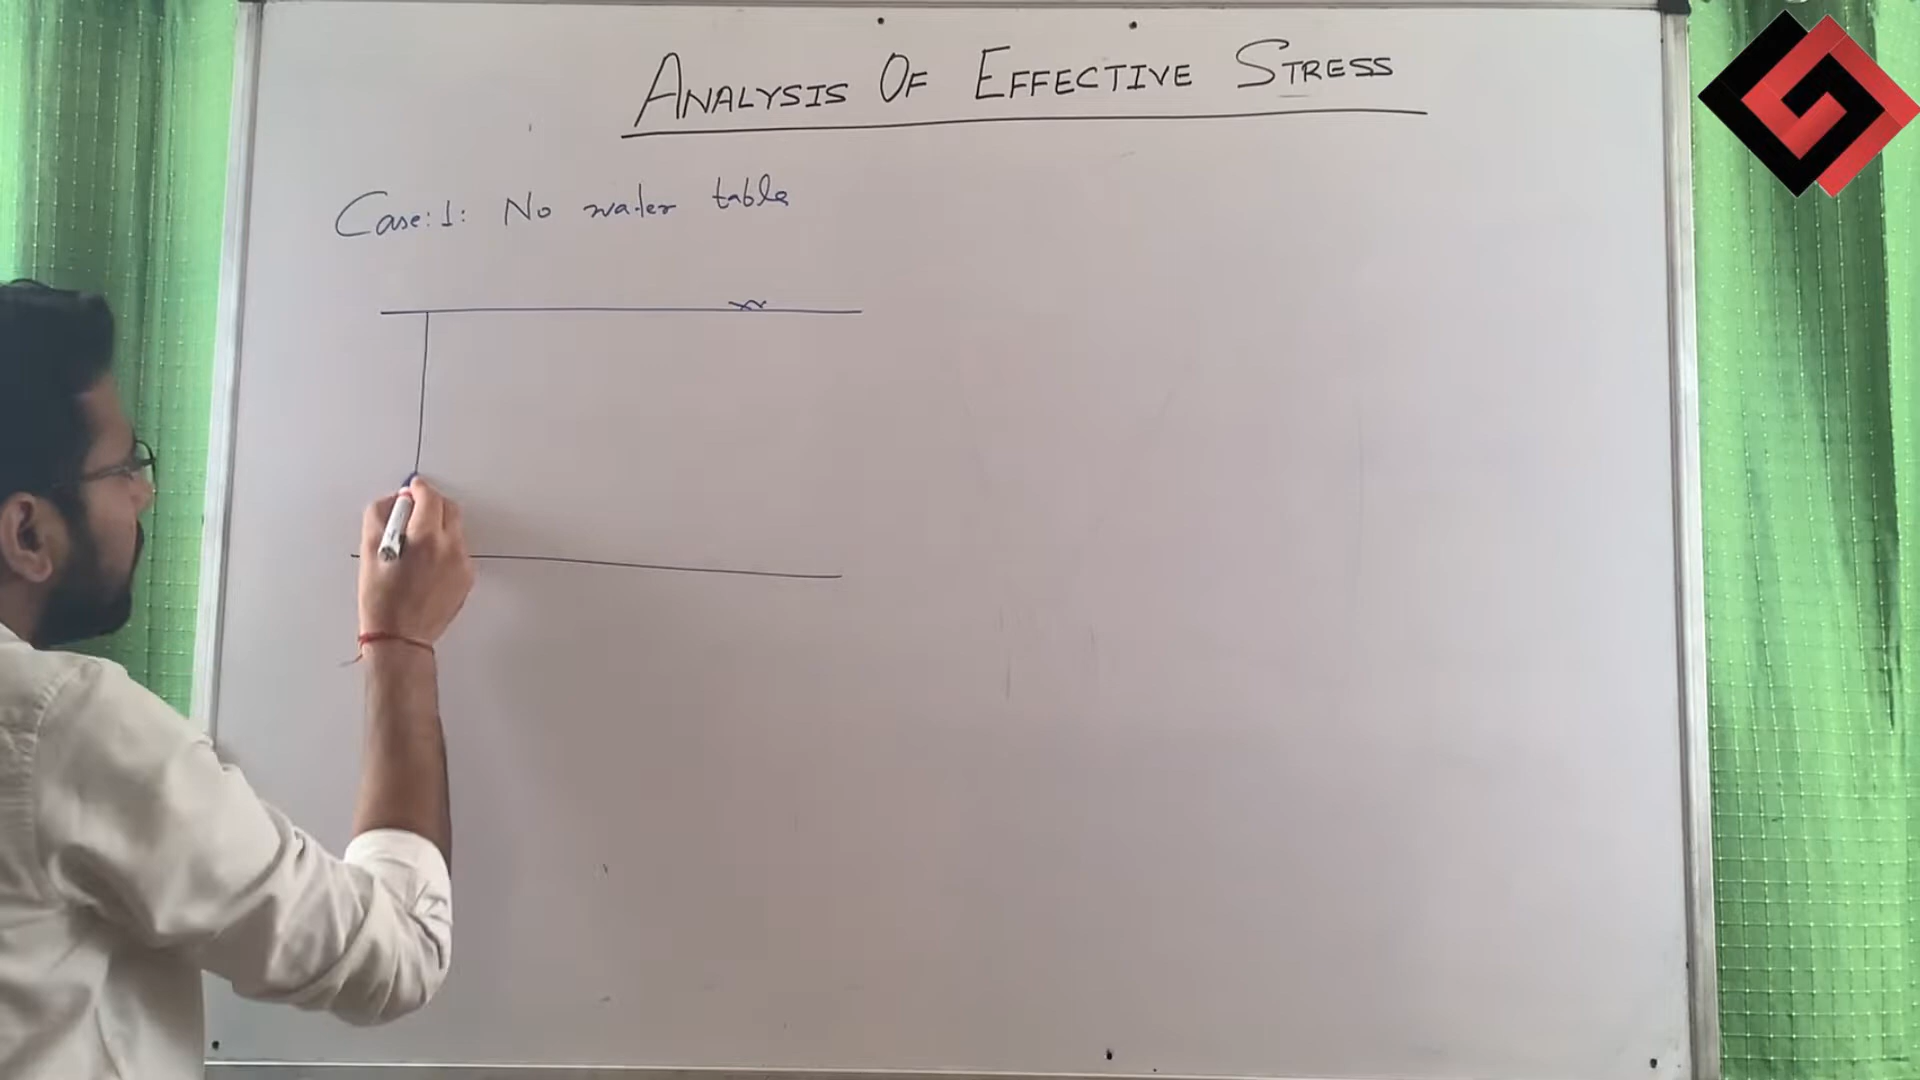 ANALYSIS OF EFFECTIVE STRESS
Case:1: No water table